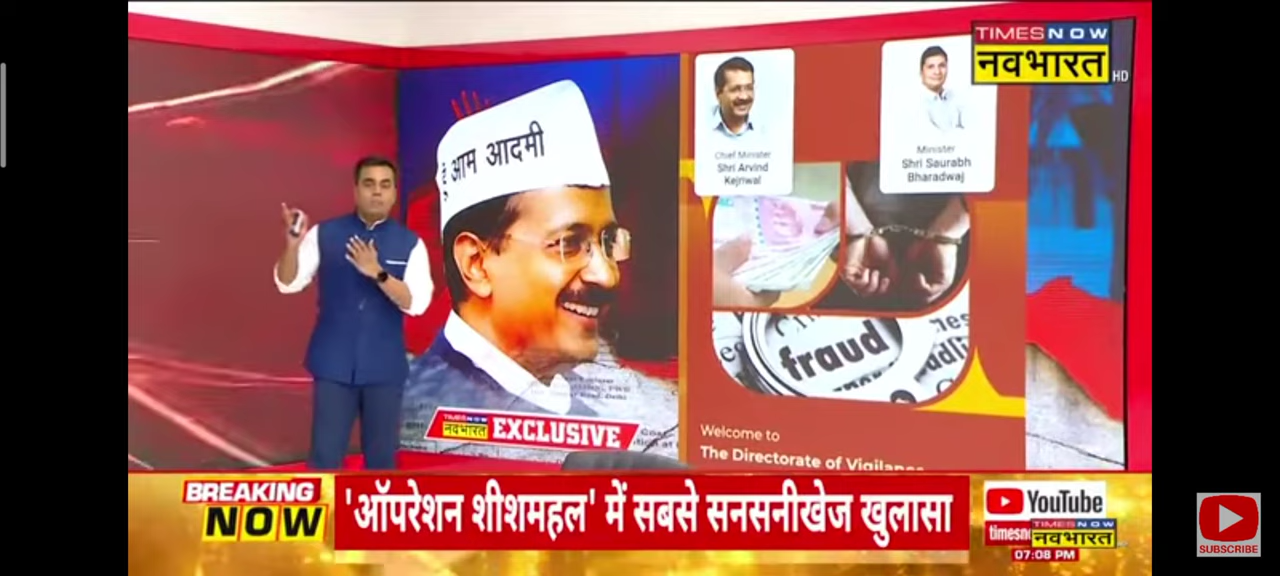 TIMES NOW
नवभारत
HD
आम आदमी
Chief Minister
Shri Arvind
Kejriwal
Minister
Shri Saurabh
Bharadwaj
fraud
TIMES NOW
नवभारत
EXCLUSIVE
Welcome to
The Directorate of Vigilance
BREAKING
NOW
'ऑपरेशन शीशमहल' में सबसे सनसनीखेज खुलासा
YouTube
timesno
TIMES NOW
नवभारत
07:08 PM
SUBSCRIBE